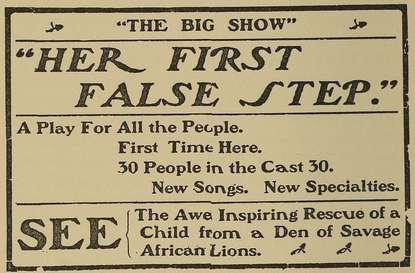 "THE BIG SHOW"
"HER FIRST
FALSE STEP."
A Play For All the People.
First Time Here.
30 People in the Cast 30.
New Songs. New Specialties.
SEE
The Awe Inspiring Rescue of a
Child from a Den of Savage
African Lions.